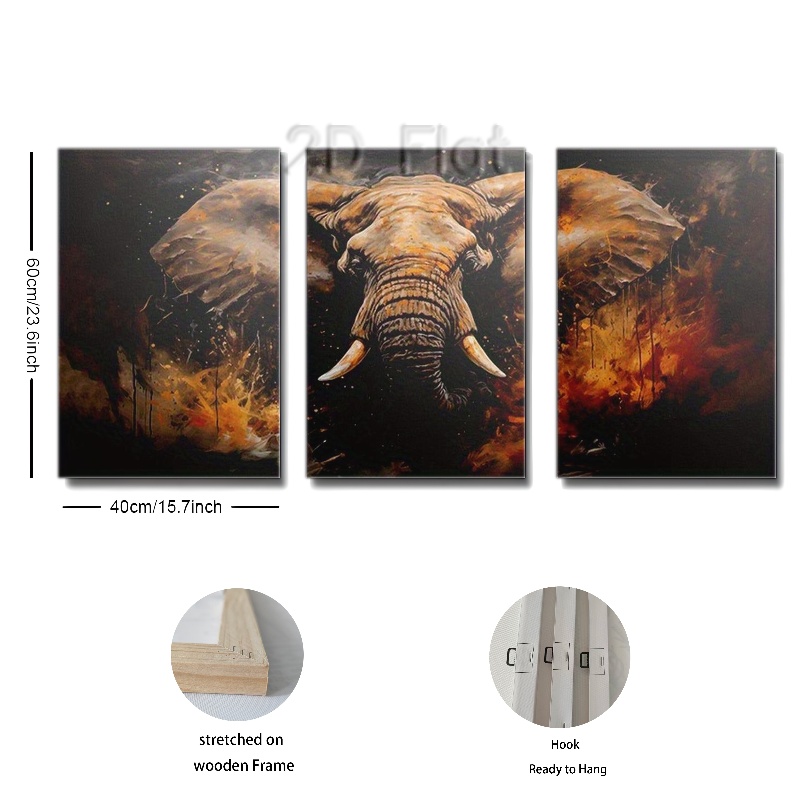 2D Flat
60cm/23.6inch
40cm/15.7inch
stretched on
wooden Frame
Hook
Ready to Hang